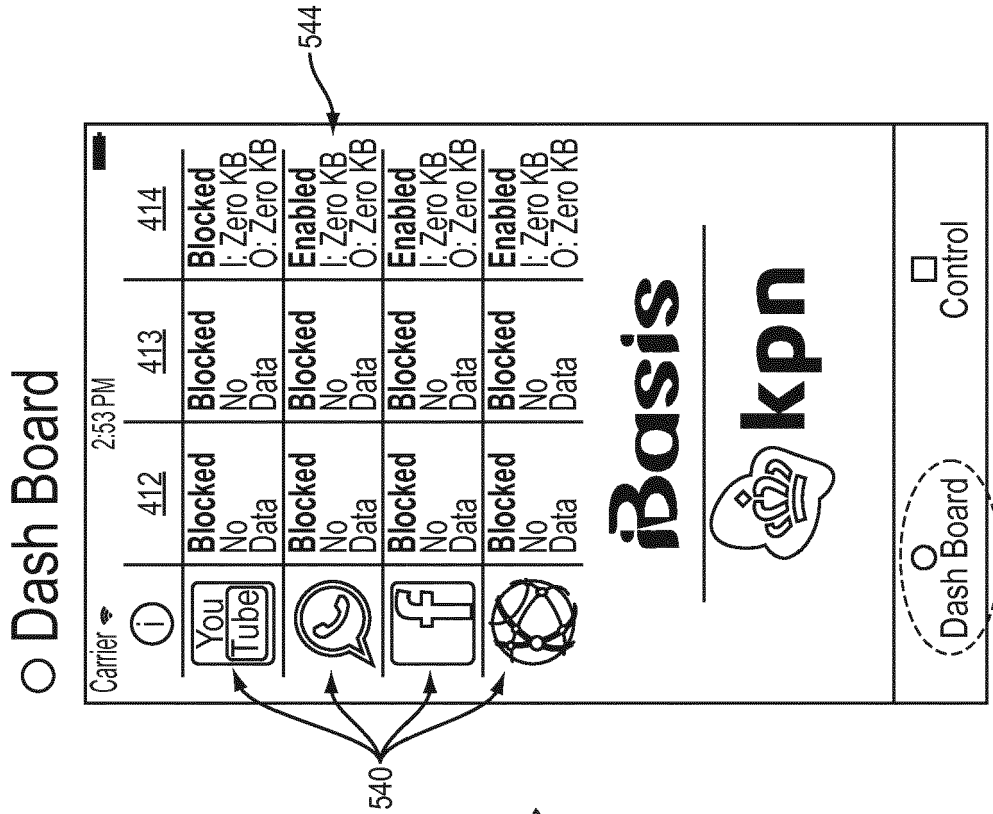 Dash Board
Carrier 2:53 PM
i 412 413 414
You
Tube
Blocked
No
Data
Blocked
No
Data
Blocked
I: Zero KB
O: Zero KB
Blocked
No
Data
Blocked
No
Data
Enabled
I: Zero KB
O: Zero KB
f
Blocked
No
Data
Blocked
No
Data
Enabled
I: Zero KB
O: Zero KB
Blocked
No
Data
Blocked
No
Data
Enabled
I: Zero KB
O: Zero KB
iBasis
kpn
Dash Board
Control
540
544